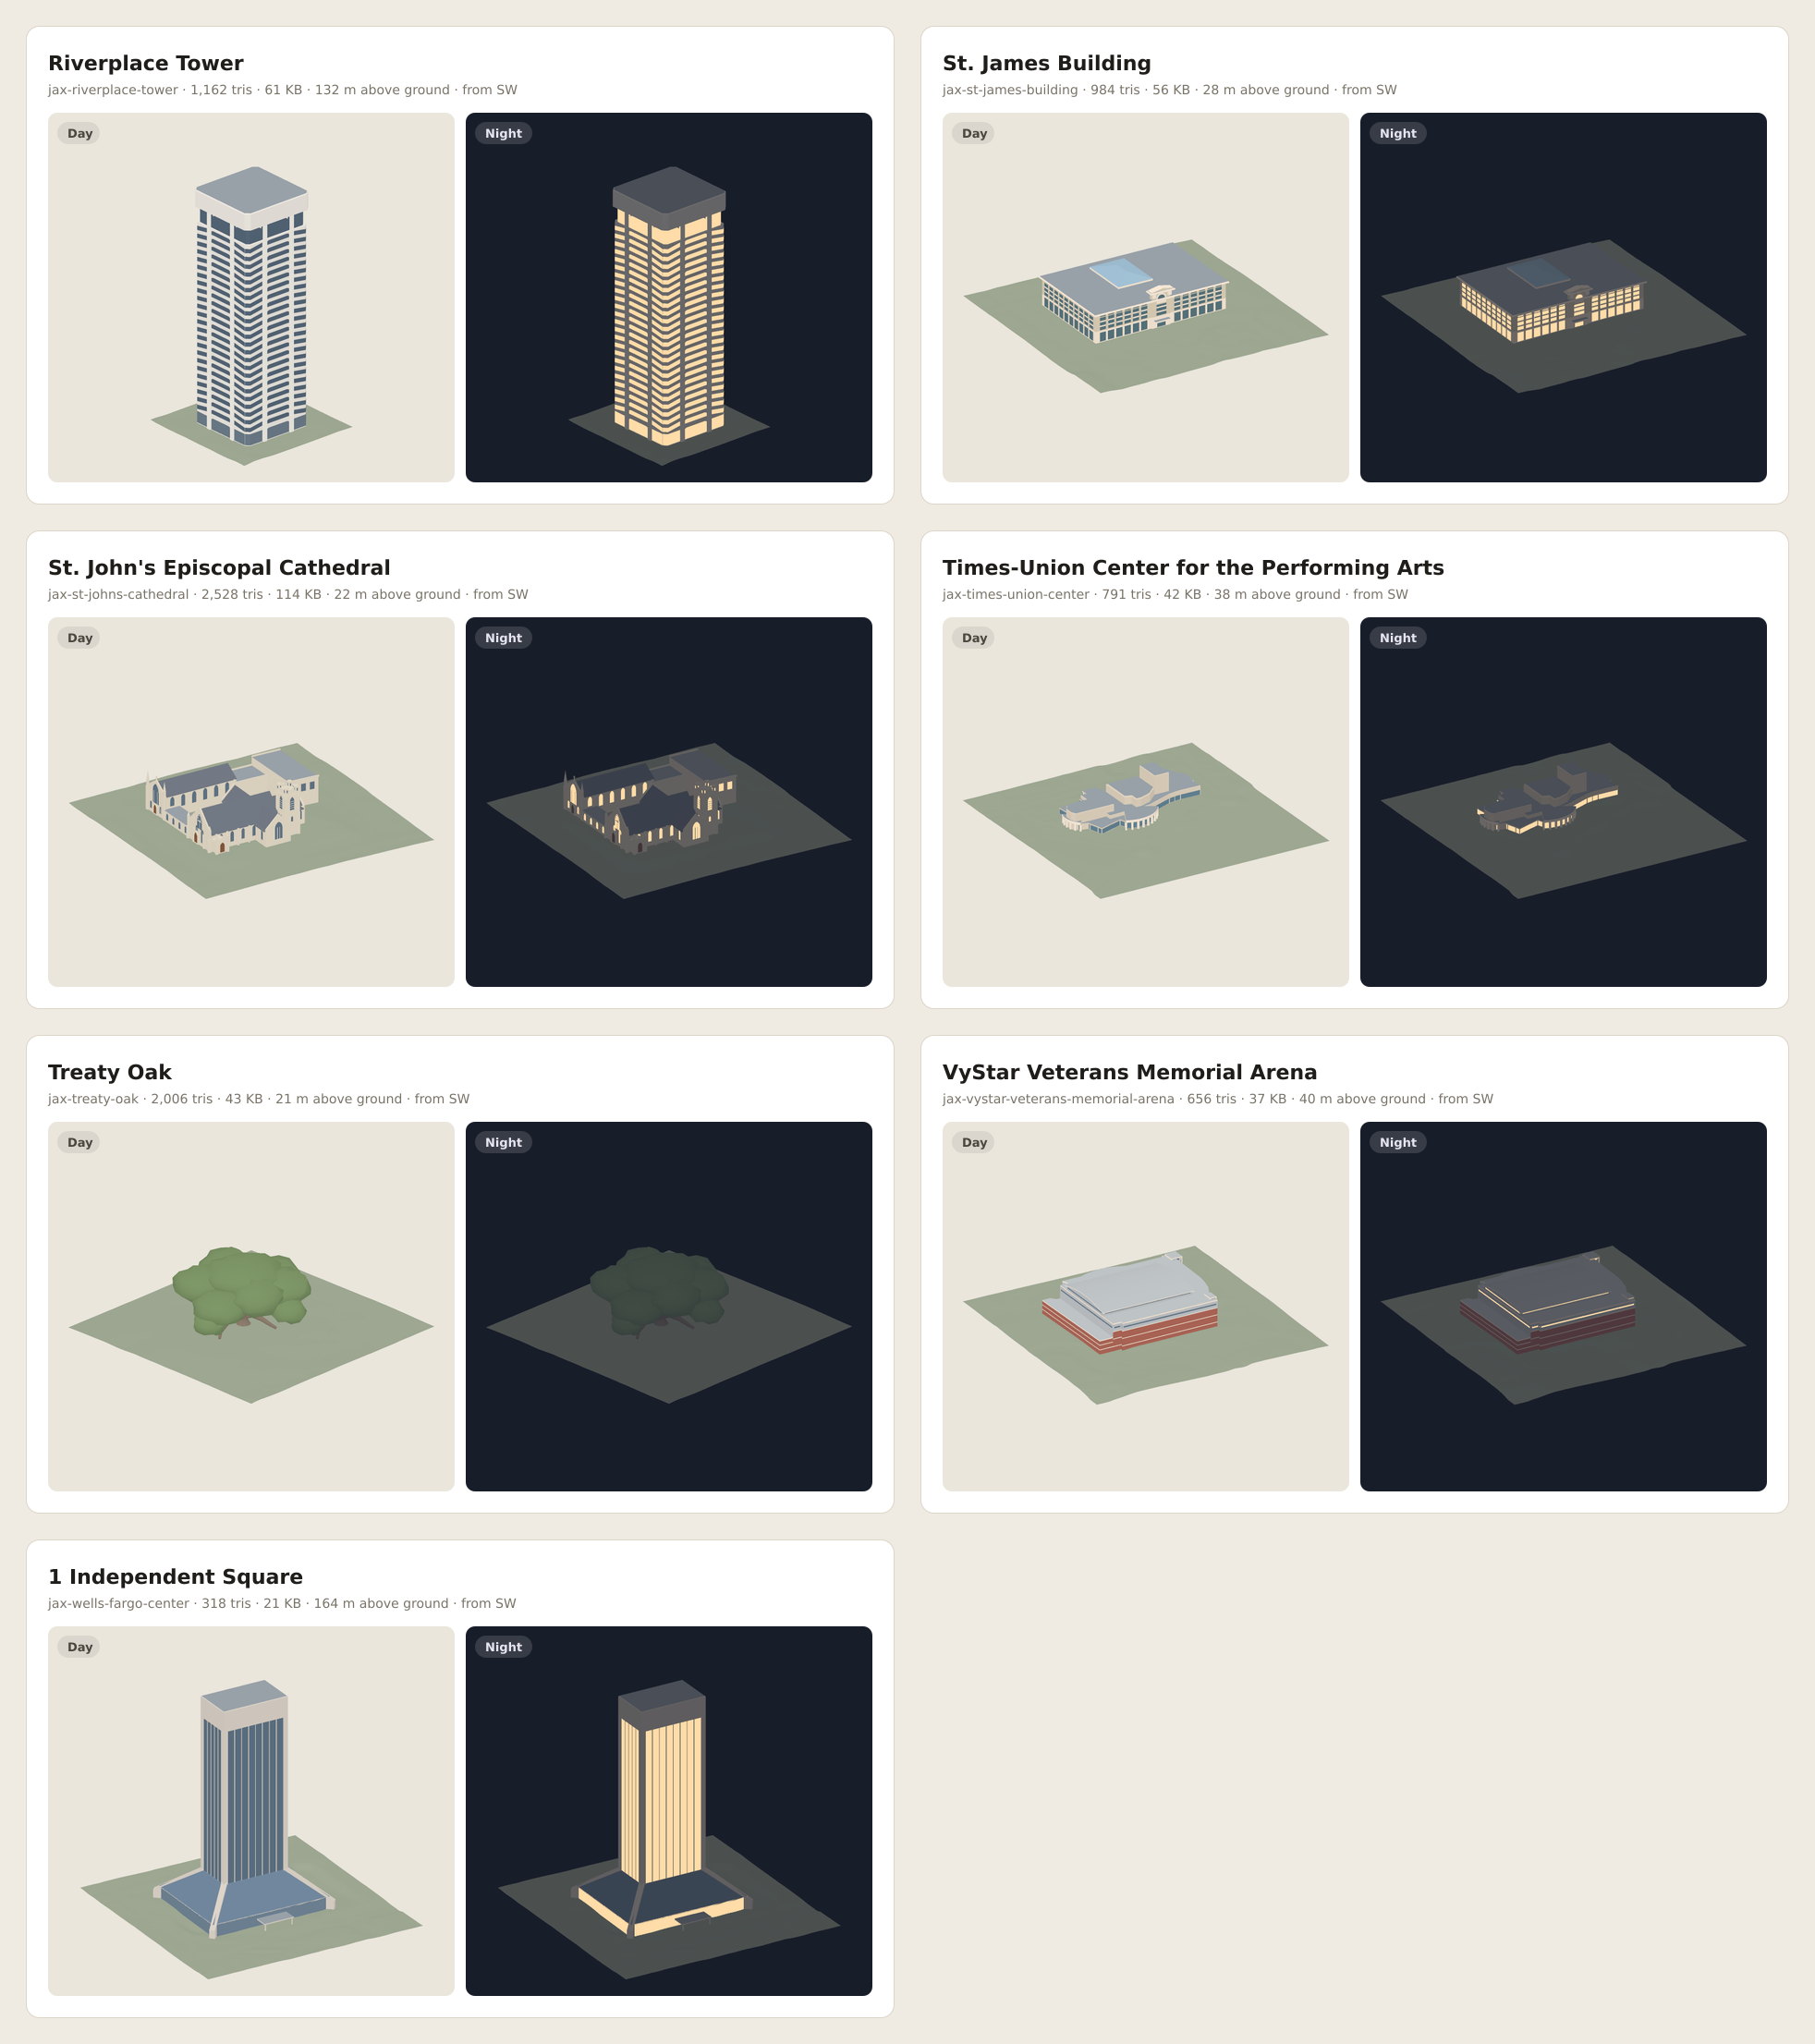 Riverplace Tower
jax-riverplace-tower · 1,162 tris · 61 KB · 132 m above ground · from SW
Day
Night
St. James Building
jax-st-james-building · 984 tris · 56 KB · 28 m above ground · from SW
Day
Night
St. John's Episcopal Cathedral
jax-st-johns-cathedral · 2,528 tris · 114 KB · 22 m above ground · from SW
Day
Night
Times-Union Center for the Performing Arts
jax-times-union-center · 791 tris · 42 KB · 38 m above ground · from SW
Day
Night
Treaty Oak
jax-treaty-oak · 2,006 tris · 43 KB · 21 m above ground · from SW
Day
Night
VyStar Veterans Memorial Arena
jax-vystar-veterans-memorial-arena · 656 tris · 37 KB · 40 m above ground · from SW
Day
Night
1 Independent Square
jax-wells-fargo-center · 318 tris · 21 KB · 164 m above ground · from SW
Day
Night